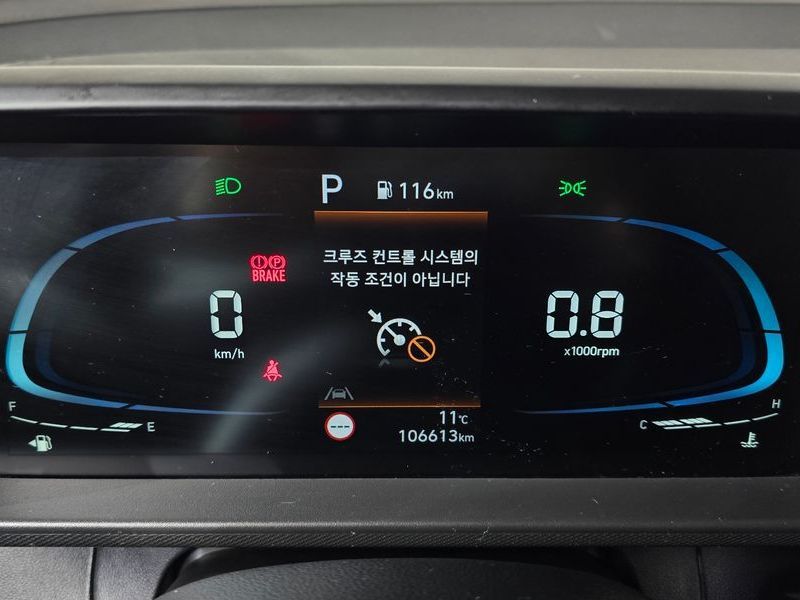 P 116km
크루즈 컨트롤 시스템의
작동 조건이 아닙니다
BRAKE
0
km/h
0.8
x1000rpm
F
E
C
H
11℃
106613km